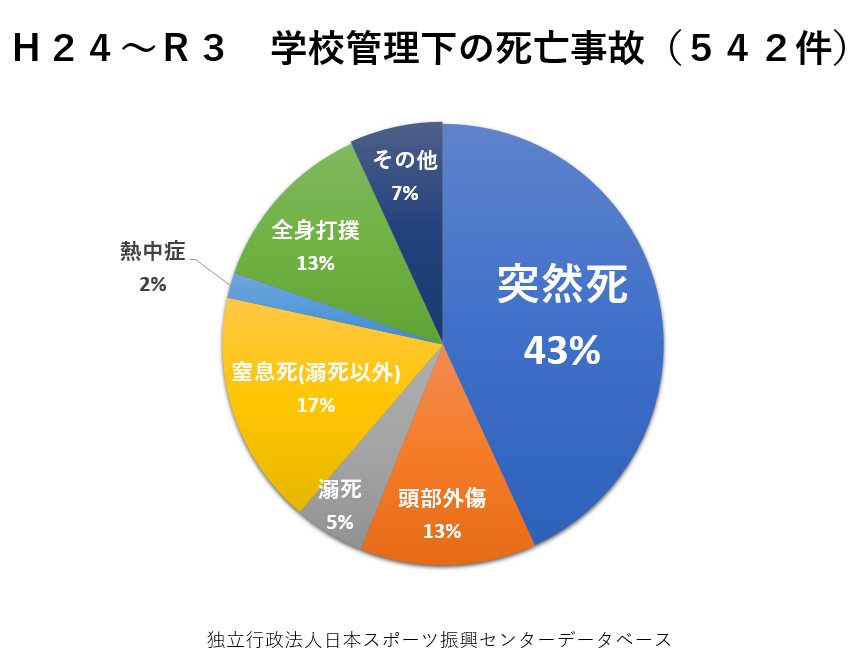 Ｈ２４～Ｒ３　学校管理下の死亡事故（５４２件）
その他
7%
全身打撲
13%
熱中症
2%
突然死
43%
窒息死(溺死以外)
17%
溺死
5%
頭部外傷
13%
独立行政法人日本スポーツ振興センターデータベース